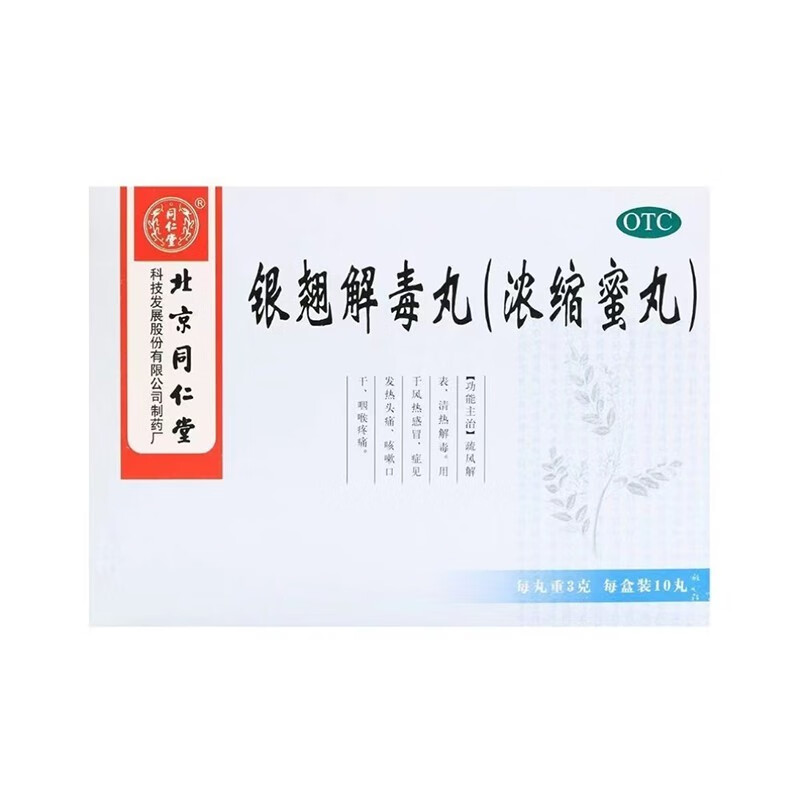 同仁堂
®
北京同仁堂
科技发展股份有限公司制药厂
OTC
银翘解毒丸(浓缩蜜丸)
【功能主治】疏风解
表、清热解毒。用
于风热感冒，症见
发热头痛、咳嗽口
干、咽喉疼痛。
每丸重3克 每盒装10丸